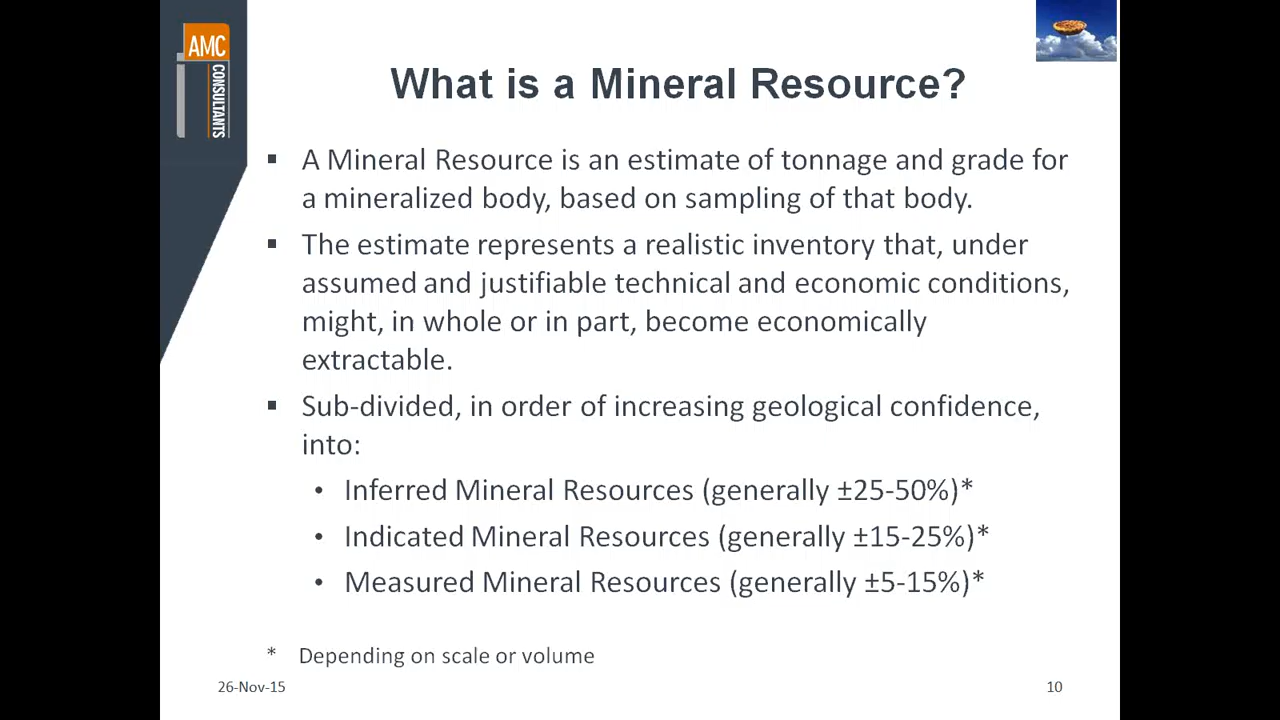 AMC
CONSULTANTS
What is a Mineral Resource?
▪ A Mineral Resource is an estimate of tonnage and grade for
a mineralized body, based on sampling of that body.
▪ The estimate represents a realistic inventory that, under
assumed and justifiable technical and economic conditions,
might, in whole or in part, become economically
extractable.
▪ Sub-divided, in order of increasing geological confidence,
into:
• Inferred Mineral Resources (generally ±25-50%)*
• Indicated Mineral Resources (generally ±15-25%)*
• Measured Mineral Resources (generally ±5-15%)*
* Depending on scale or volume
26-Nov-15
10